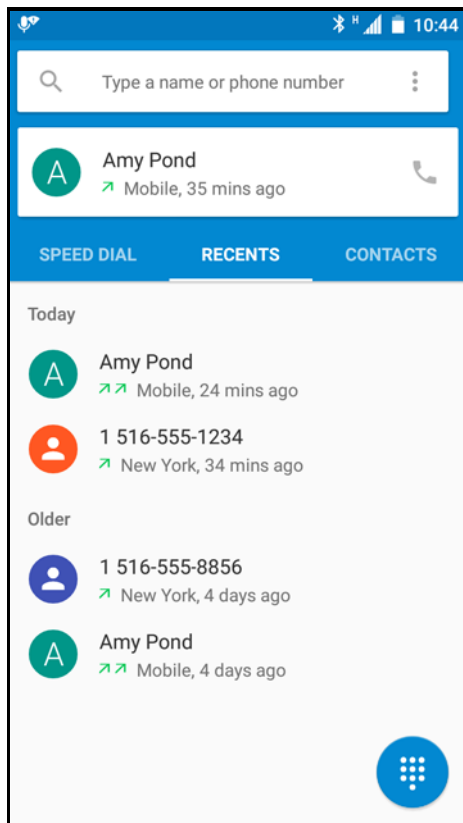 H 10:44
Type a name or phone number
A
Amy Pond
Mobile, 35 mins ago
SPEED DIAL RECENTS CONTACTS
Today
A
Amy Pond
Mobile, 24 mins ago
1 516-555-1234
New York, 34 mins ago
Older
1 516-555-8856
New York, 4 days ago
A
Amy Pond
Mobile, 4 days ago